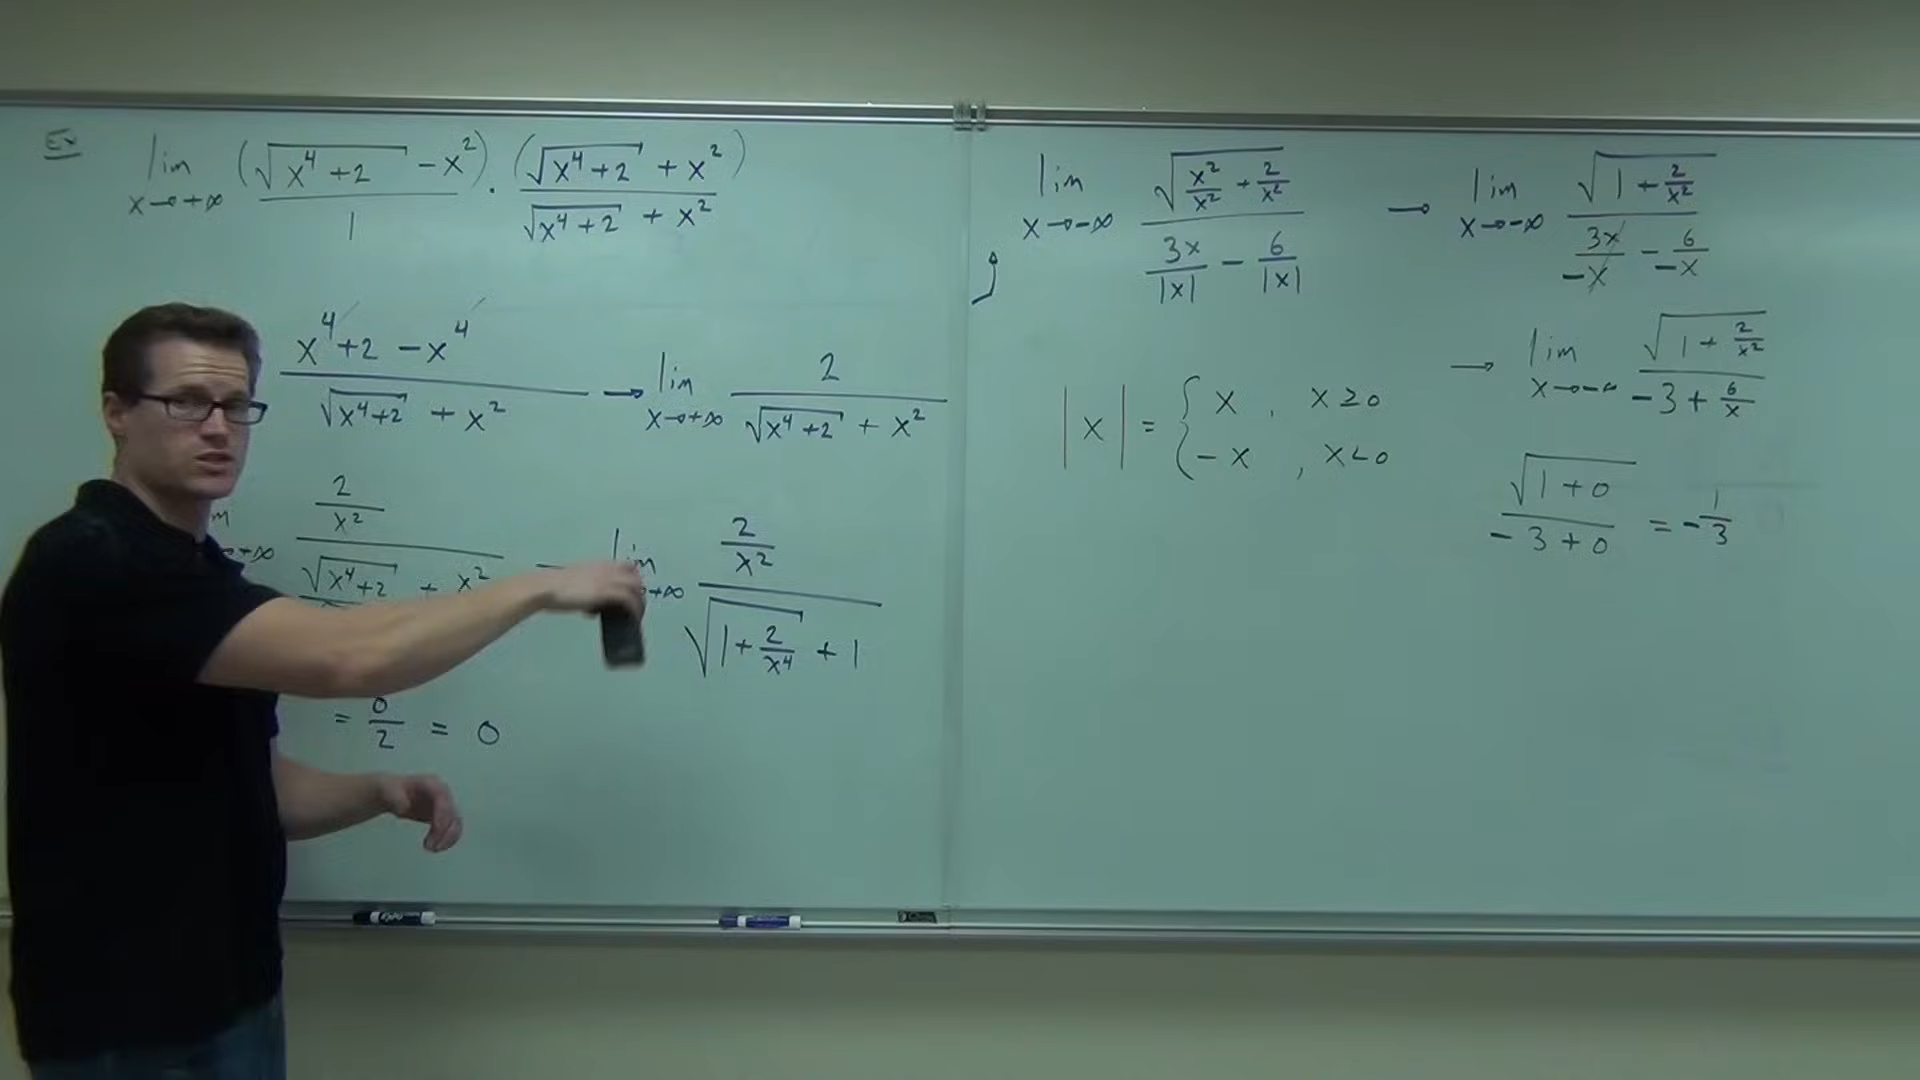 Ex lim x→+∞ (√(x⁴+2) - x²)/1 · (√(x⁴+2) + x²)/(√(x⁴+2) + x²)
(x⁴+2 - x⁴)/(√(x⁴+2) + x²) → lim x→+∞ 2/(√(x⁴+2) + x²)
(2/x²)/(√(x⁴+2) + x²
lim x→+∞ (2/x²)/(√(1+2/x⁴) + 1)
= 0/2 = 0
lim x→-∞ √(x²/x² + 2/x²)/(3x/|x| - 6/|x|) → lim x→-∞ √(1+2/x²)/(3x/-x - 6/-x)
→ lim x→-∞ √(1+2/x²)/(-3+6/x)
|x| = { x , x≥0
-x , x<0
√(1+0)/(-3+0) = -1/3